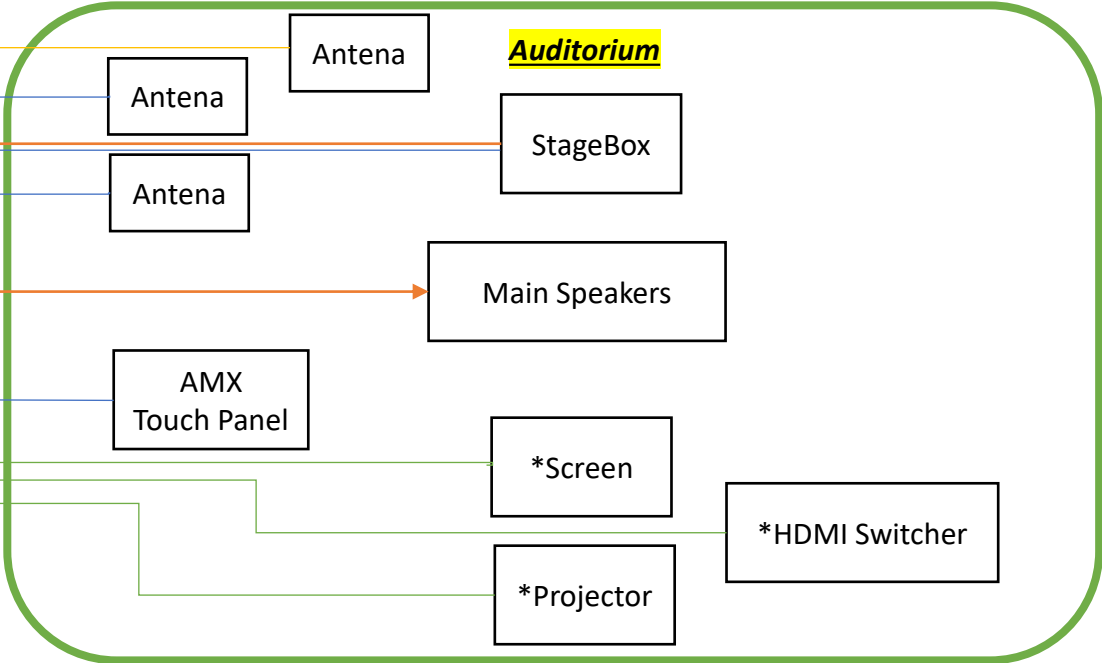 Antena
Auditorium
Antena
StageBox
Antena
Main Speakers
AMX
Touch Panel
*Screen
*HDMI Switcher
*Projector